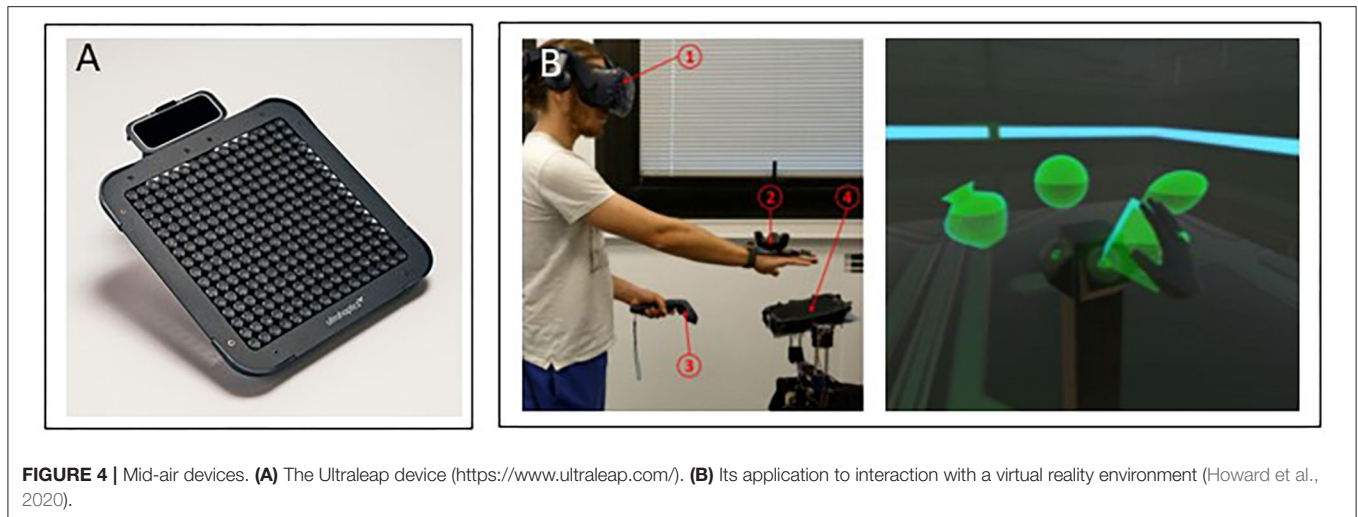 A
ultrahaptics
B
1
2
4
3
FIGURE 4 | Mid-air devices. (A) The Ultraleap device (https://www.ultraleap.com/). (B) Its application to interaction with a virtual reality environment (Howard et al.,
2020).